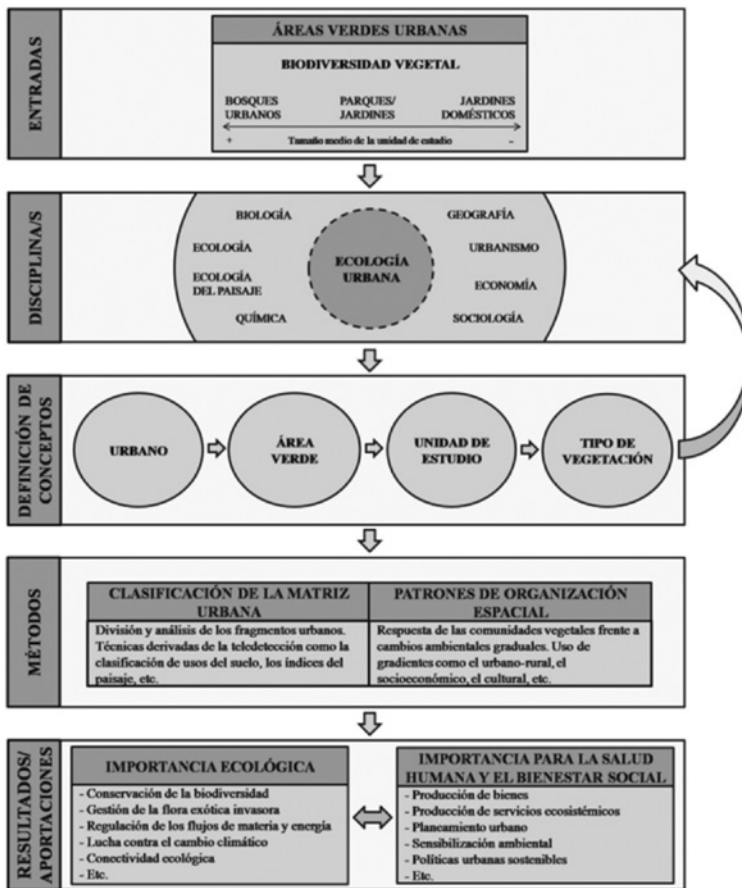 ENTRADAS
ÁREAS VERDES URBANAS
BIODIVERSIDAD VEGETAL
BOSQUES
URBANOS
PARQUES/
JARDINES
JARDINES
DOMÉSTICOS
+ Tamaño medio de la unidad de estudio -
DISCIPLINA/S
BIOLOGÍA
ECOLOGÍA
ECOLOGÍA
DEL PAISAJE
QUÍMICA
ECOLOGÍA
URBANA
GEOGRAFÍA
URBANISMO
ECONOMÍA
SOCIOLOGÍA
DEFINICIÓN DE
CONCEPTOS
URBANO
ÁREA
VERDE
UNIDAD DE
ESTUDIO
TIPO DE
VEGETACIÓN
MÉTODOS
CLASIFICACIÓN DE LA MATRIZ
URBANA
División y análisis de los fragmentos urbanos.
Técnicas derivadas de la teledetección como la
clasificación de usos del suelo, los índices del
paisaje, etc.
PATRONES DE ORGANIZACIÓN
ESPACIAL
Respuesta de las comunidades vegetales frente a
cambios ambientales graduales. Uso de
gradientes como el urbano-rural, el
socioeconómico, el cultural, etc.
RESULTADOS/
APORTACIONES
IMPORTANCIA ECOLÓGICA
- Conservación de la biodiversidad
- Gestión de la flora exótica invasora
- Regulación de los flujos de materia y energía
- Lucha contra el cambio climático
- Conectividad ecológica
- Etc.
IMPORTANCIA PARA LA SALUD
HUMANA Y EL BIENESTAR SOCIAL
- Producción de bienes
- Producción de servicios ecosistémicos
- Planeamiento urbano
- Sensibilización ambiental
- Políticas urbanas sostenibles
- Etc.